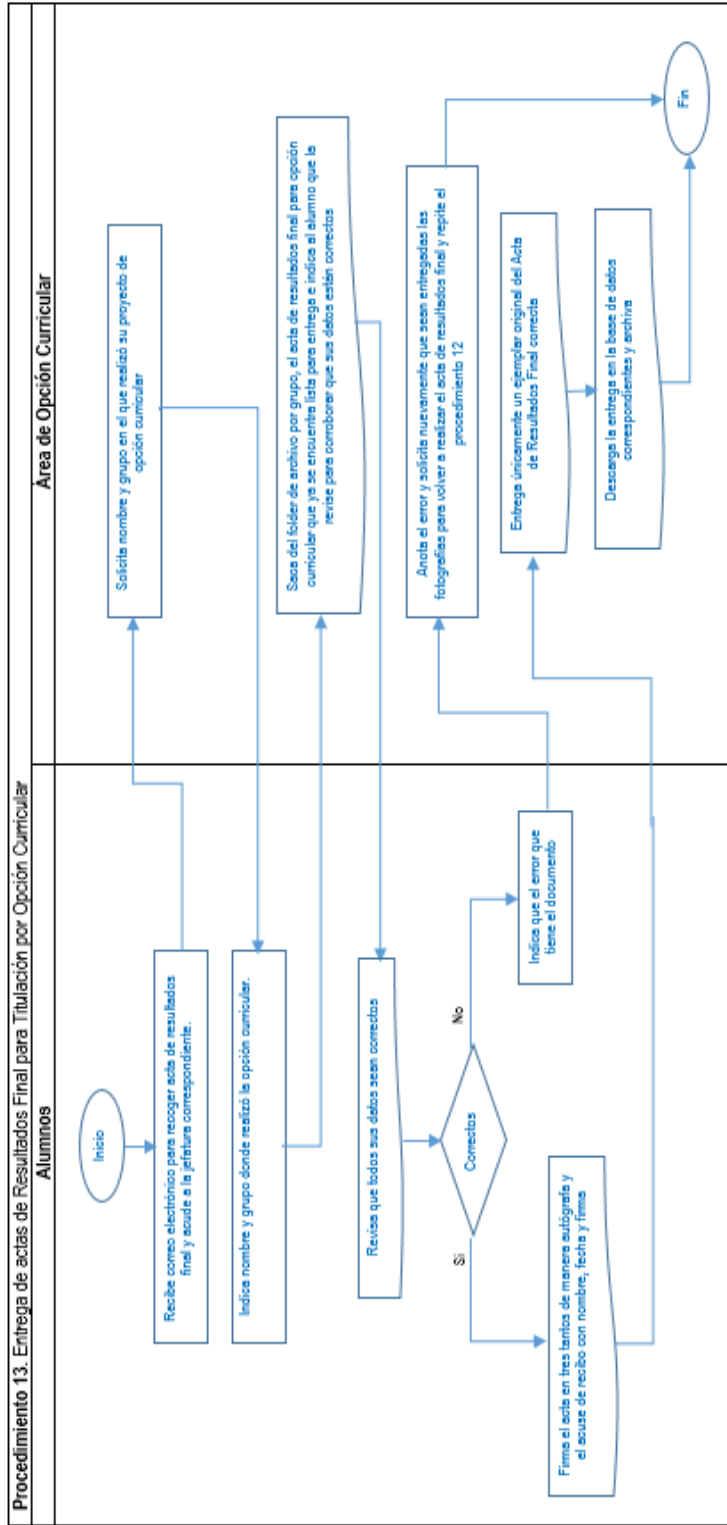 Procedimiento 13. Entrega de actas de Resultados Final para Titulación por Opción Curricular
Alumnos
Área de Opción Curricular
Inicio
Recibe correo electrónico para recoger acta de resultados
final y acude a la jefatura correspondiente.
Solicita nombre y grupo en el que realizó su proyecto de
opción curricular
Indica nombre y grupo donde realizó la opción curricular.
Saca del folder de archivo por grupo, el acta de resultados final para opción
curricular que ya se encuentra lista para entrega e indica al alumno que la
revise para corroborar que sus datos están correctos
Revisa que todos sus datos sean correctos
Correctos
No
Si
Indica que el error que
tiene el documento
Anota el error y solicita nuevamente que sean entregadas las
fotografías para volver a realizar el acta de resultados final y repite el
procedimiento 12
Firma el acta en tres tantos de manera autógrafa y
el acuse de recibo con nombre, fecha y firma
Entrega únicamente un ejemplar original del Acta
de Resultados Final correcta
Descarga la entrega en la base de datos
correspondientes y archiva
Fin